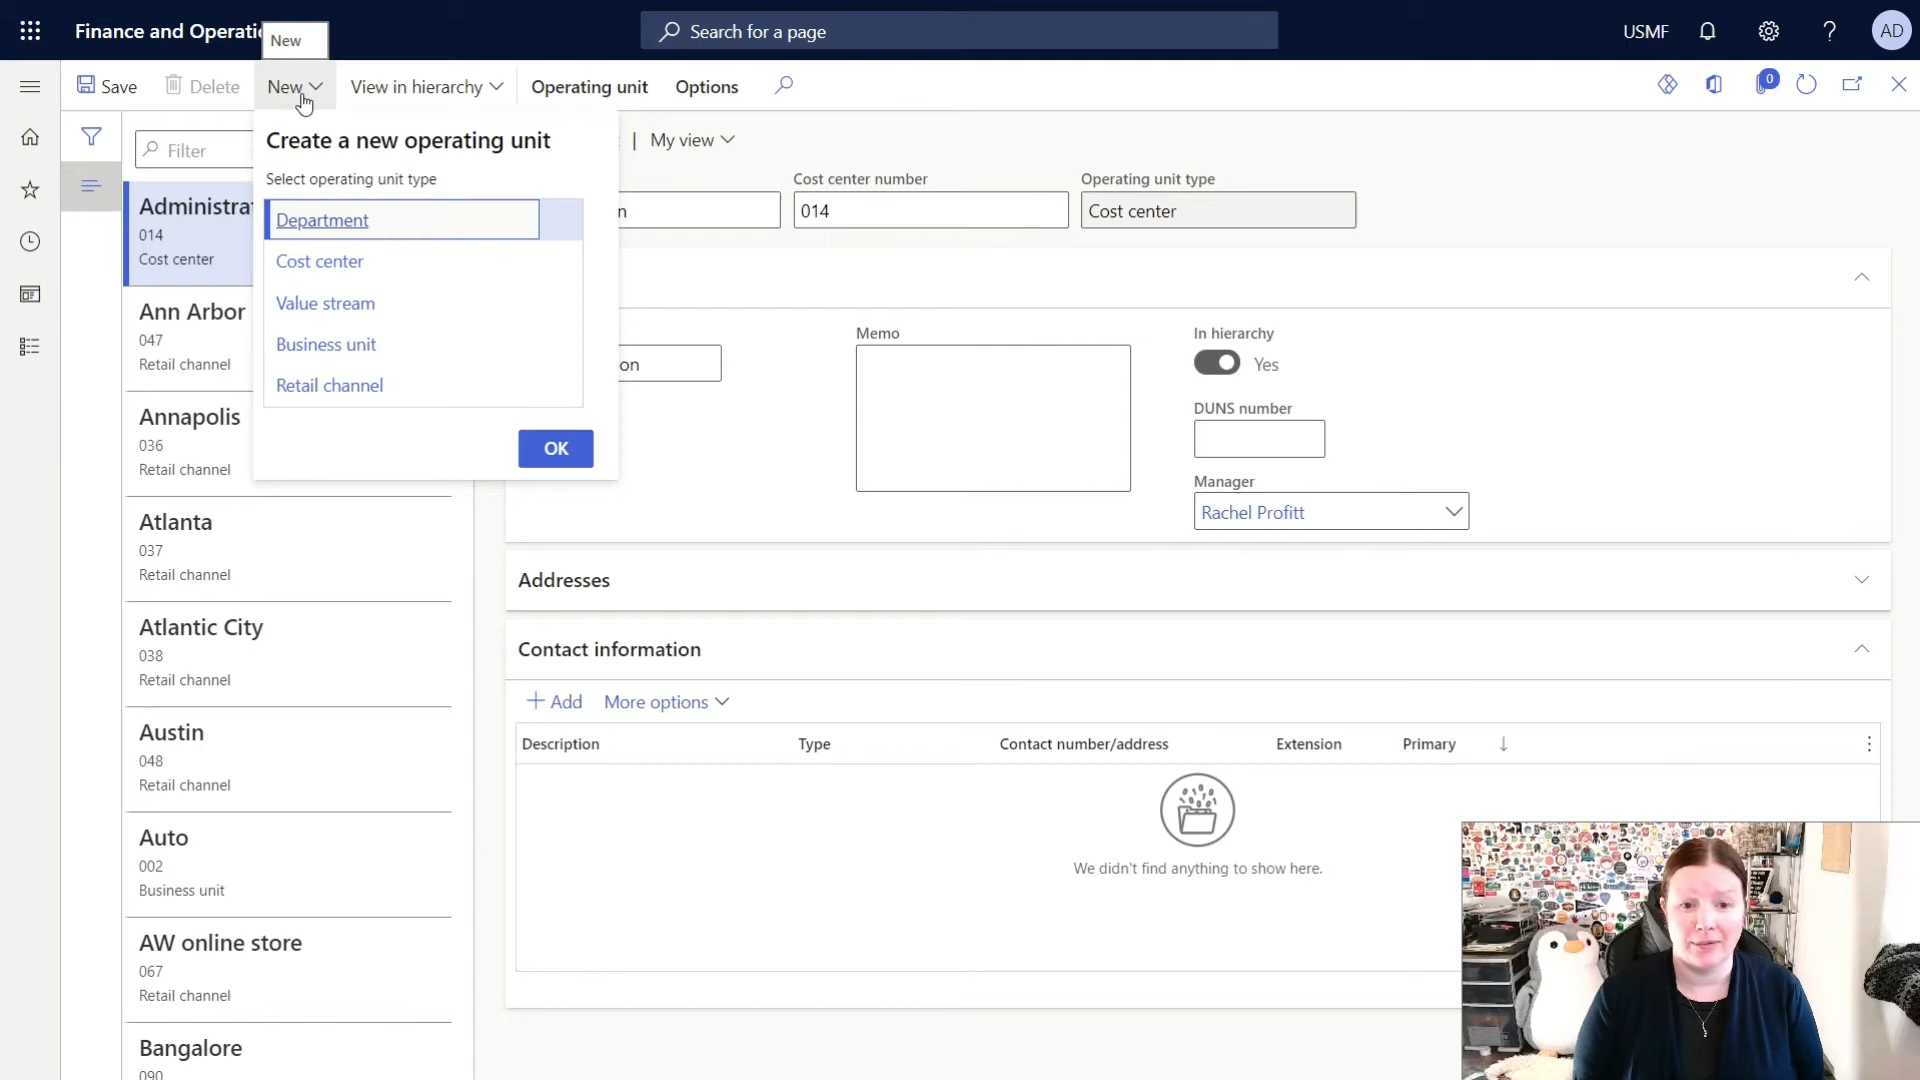 New
Finance and Operati
Search for a page
USMF
?
AD
Save
Delete
New
View in hierarchy
Operating unit
Options
0
Create a new operating unit
Select operating unit type
Department
Cost center
Value stream
Business unit
Retail channel
OK
Filter
Administra
014
Cost center
Ann Arbor
047
Retail channel
Annapolis
036
Retail channel
Atlanta
037
Retail channel
Atlantic City
038
Retail channel
Austin
048
Retail channel
Auto
002
Business unit
AW online store
067
Retail channel
Bangalore
090
| My view
n
Cost center number
014
Operating unit type
Cost center
on
Memo
In hierarchy
Yes
DUNS number
Manager
Rachel Profitt
Addresses
Contact information
+ Add
More options
Description
Type
Contact number/address
Extension
Primary
We didn't find anything to show here.